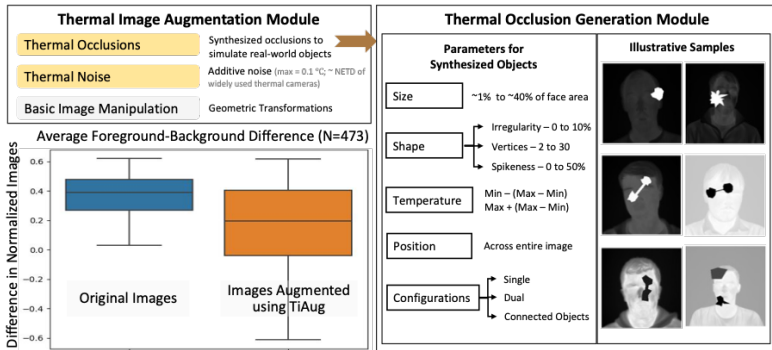 Thermal Image Augmentation Module
Thermal Occlusions
Synthesized occlusions to
simulate real-world objects
Thermal Noise
Additive noise (max = 0.1 °C; ~ NETD of
widely used thermal cameras)
Basic Image Manipulation
Geometric Transformations
Average Foreground-Background Difference (N=473)
Difference in Normalized Images
0.6
0.4
0.2
0.0
−0.2
−0.4
−0.6
Original Images
Images Augmented
using TiAug
Thermal Occlusion Generation Module
Parameters for
Synthesized Objects
Size
~1% to ~40% of face area
Shape
Irregularity – 0 to 10%
Vertices – 2 to 30
Spikeness – 0 to 50%
Temperature
Min – (Max – Min)
Max + (Max – Min)
Position
Across entire image
Configurations
Single
Dual
Connected Objects
Illustrative Samples